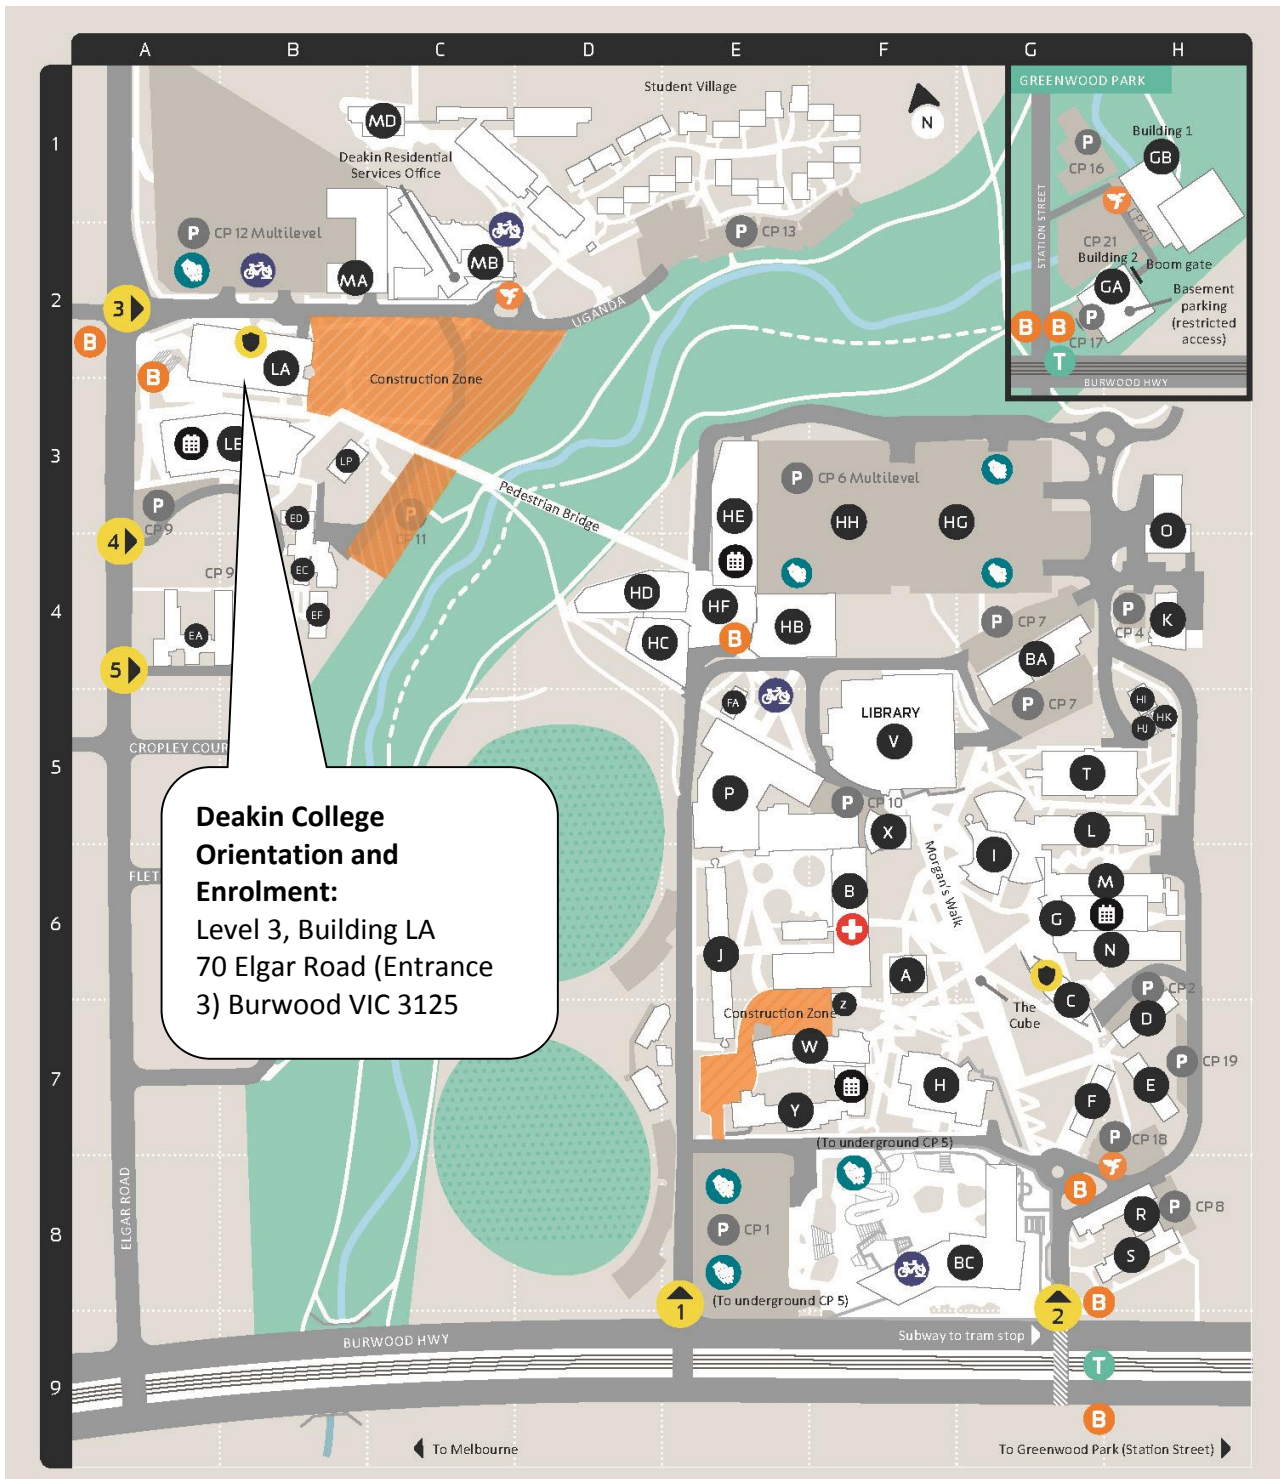 A B C D E F G H
1
2
3
4
5
6
7
8
9
Student Village
N
GREENWOOD PARK
MD
Deakin Residential
Services Office
P CP 12 Multilevel
MA
MB
P CP 13
UGANDA
P
CP 16
Building 1
GB
CP 20
STATION STREET
CP 21
Building 2
GA
Boom gate
Basement
parking
(restricted
access)
P
CP 17
B B
T
BURWOOD HWY
3
B
B
LA
Construction Zone
LE
LP
P
CP 9
4
ED
EC
CP 9
EF
EA
5
P
CP 11
Pedestrian Bridge
HE
P CP 6 Multilevel
HH
HG
O
HD
HF
HC
B
HB
P CP 7
BA
P CP 7
P
CP 4
K
HI
HK
HJ
FA
LIBRARY
V
CROPLEY COUR
T
P
P CP 10
X
L
I
Morgan's Walk
FLET
B
M
G
N
J
A
Z
The
Cube
C
P CP 2
D
Construction Zone
W
Y
H
P CP 19
E
F
P CP 18
(To underground CP 5)
B
P CP 1
R
P CP 8
S
BC
ELGAR ROAD
1
(To underground CP 5)
2
B
Subway to tram stop
BURWOOD HWY
T
B
To Melbourne
To Greenwood Park (Station Street)
Deakin College
Orientation and
Enrolment:
Level 3, Building LA
70 Elgar Road (Entrance
3) Burwood VIC 3125